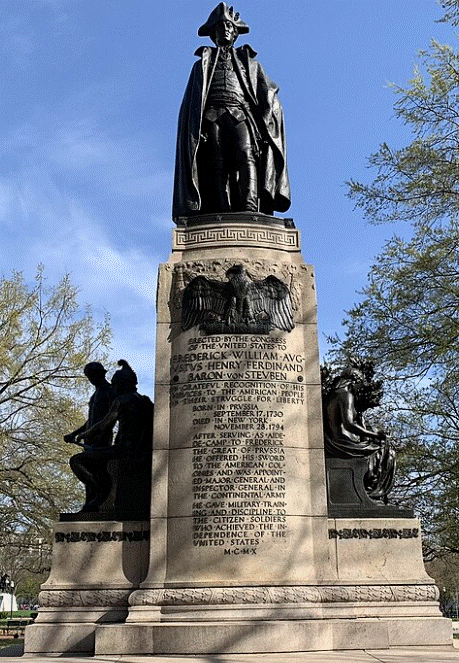 ERECTED BY THE CONGRESS
OF THE VNITED STATES TO
FREDERICK WILLIAM AVG-
VSTVS HENRY FERDINAND
BARON VON STEVBEN
IN GRATEFVL RECOGNITION OF HIS
SERVICES TO THE AMERICAN PEOPLE
IN THEIR STRVGGLE FOR LIBERTY
BORN IN PRVSSIA
SEPTEMBER 17, 1730
DIED IN NEW YORK
NOVEMBER 28, 1794
AFTER SERVING AS AIDE-
DE-CAMP TO FREDERICK
THE GREAT OF PRVSSIA
HE OFFERED HIS SWORD
TO THE AMERICAN COL-
ONIES AND WAS APPOINT-
ED MAJOR GENERAL AND
INSPECTOR GENERAL IN
THE CONTINENTAL ARMY
HE GAVE MILITARY TRAIN-
ING AND DISCIPLINE TO
THE CITIZEN SOLDIERS
WHO ACHIEVED THE IN-
DEPENDENCE OF THE
VNITED STATES
M·C·M·X